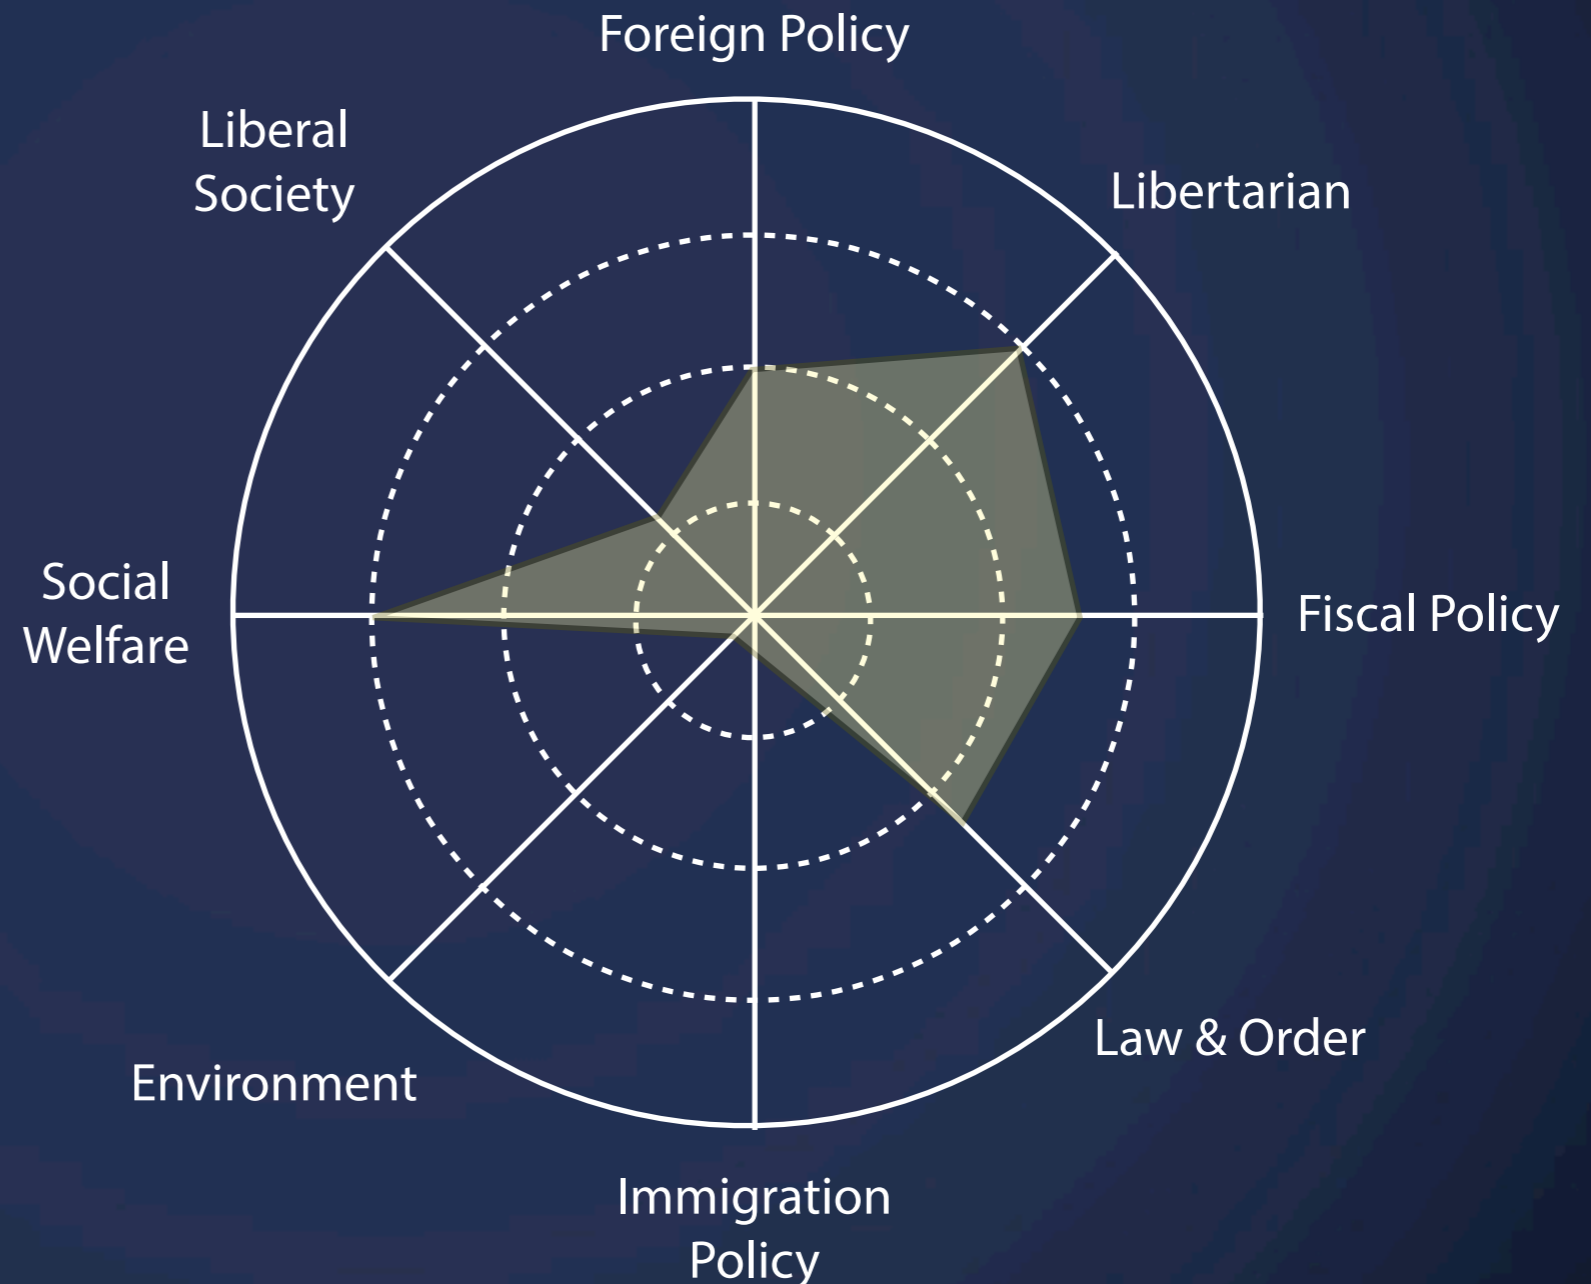 Foreign Policy
Liberal
Society
Libertarian
Social
Welfare
Fiscal Policy
Law & Order
Environment
Immigration
Policy